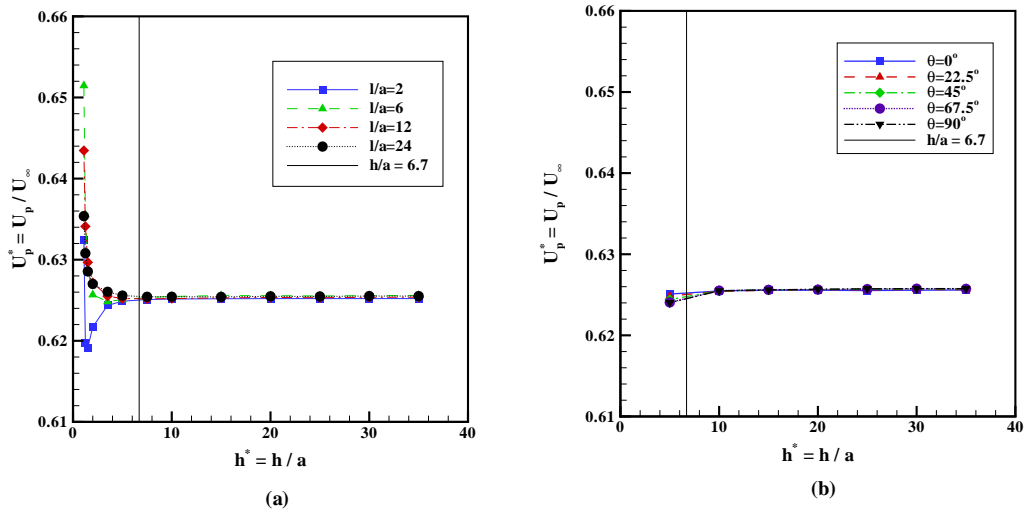 0.66
0.65
0.64
0.63
0.62
0.61
U*p = Up / U∞
0 10 20 30 40
h* = h / a
l/a=2
l/a=6
l/a=12
l/a=24
h/a = 6.7
(a)
0.66
0.65
0.64
0.63
0.62
0.61
U*p = Up / U∞
0 10 20 30 40
h* = h / a
θ=0°
θ=22.5°
θ=45°
θ=67.5°
θ=90°
h/a = 6.7
(b)